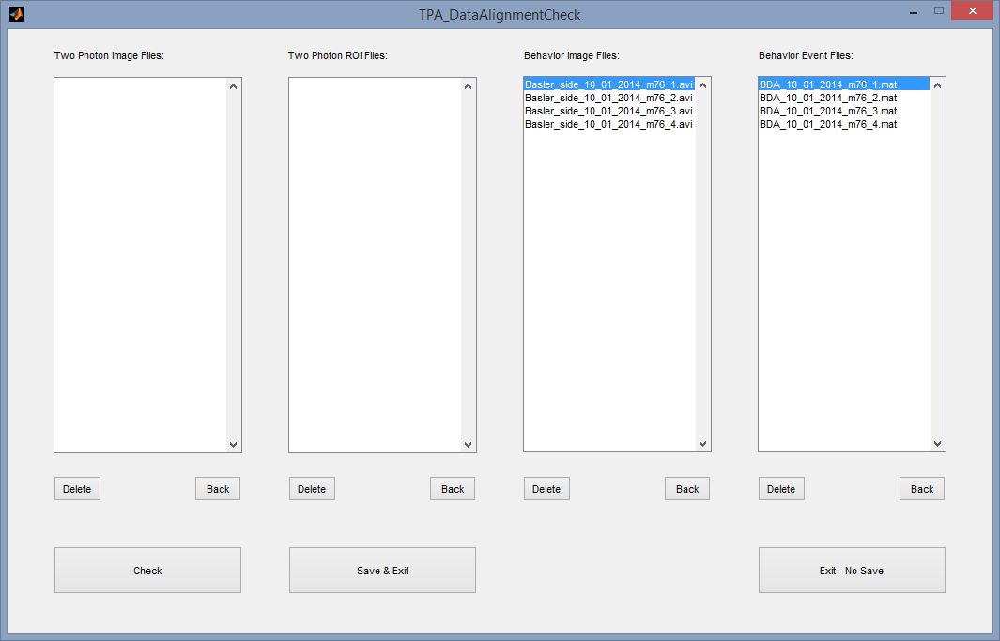 TPA_DataAlignmentCheck
Two Photon Image Files:
Two Photon ROI Files:
Behavior Image Files:
Behavior Event Files:
Basler_side_10_01_2014_m76_1.avi
Basler_side_10_01_2014_m76_2.avi
Basler_side_10_01_2014_m76_3.avi
Basler_side_10_01_2014_m76_4.avi
BDA_10_01_2014_m76_1.mat
BDA_10_01_2014_m76_2.mat
BDA_10_01_2014_m76_3.mat
BDA_10_01_2014_m76_4.mat
Delete
Back
Delete
Back
Delete
Back
Delete
Back
Check
Save & Exit
Exit - No Save